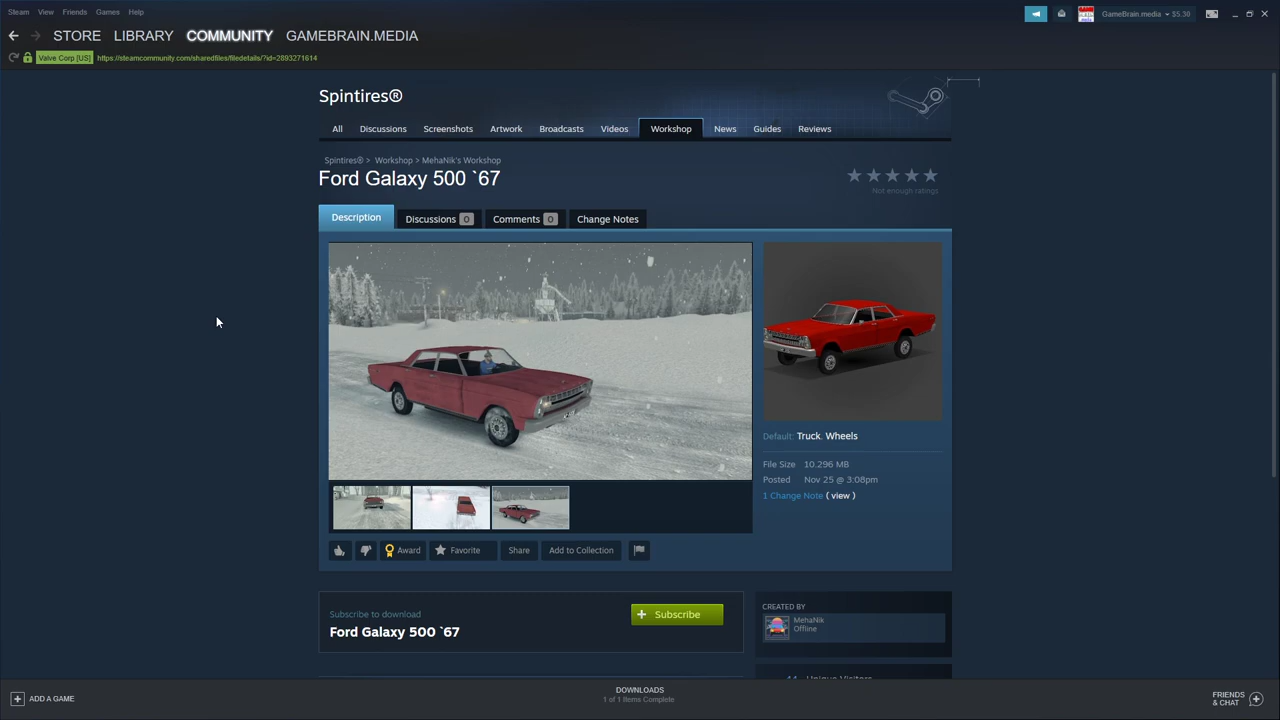 Steam View Friends Games Help
GameBrain.media $5.38
STORE LIBRARY COMMUNITY GAMEBRAIN.MEDIA
Valve Corp [US] https://steamcommunity.com/sharedfiles/filedetails/?id=2893271614
Spintires®
All Discussions Screenshots Artwork Broadcasts Videos Workshop News Guides Reviews
Spintires® > Workshop > MehaNik's Workshop
Ford Galaxy 500 `67
Not enough ratings
Description Discussions 0 Comments 0 Change Notes
Default: Truck, Wheels
File Size 10.296 MB
Posted Nov 25 @ 3:08pm
1 Change Note ( view )
Award Favorite Share Add to Collection
Subscribe to download
Ford Galaxy 500 `67
+ Subscribe
CREATED BY
MehaNik
Offline
44 Unique Visitors
+ ADD A GAME
DOWNLOADS
1 of 1 Items Complete
FRIENDS
& CHAT +